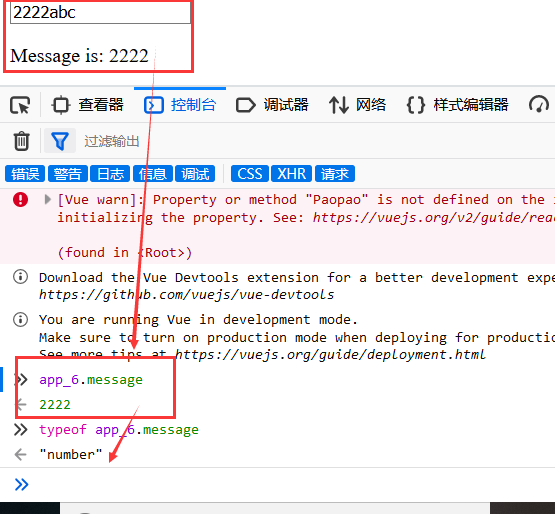 2222abc
Message is: 2222
查看器 控制台 调试器 网络 样式编辑器
过滤输出
错误 警告 日志 信息 调试 CSS XHR 请求
[Vue warn]: Property or method "Paopao" is not defined on the i
initializing the property. See: https://vuejs.org/v2/guide/rea
(found in <Root>)
Download the Vue Devtools extension for a better development expe
https://github.com/vuejs/vue-devtools
You are running Vue in development mode.
Make sure to turn on production mode when deploying for productio
See more tips at https://vuejs.org/guide/deployment.html
app_6.message
2222
typeof app_6.message
"number"